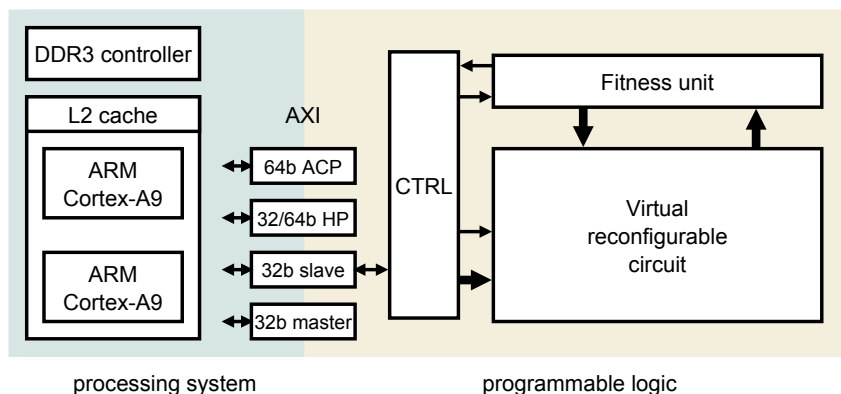 DDR3 controller
L2 cache
ARM
Cortex-A9
ARM
Cortex-A9
AXI
64b ACP
32/64b HP
32b slave
32b master
CTRL
Fitness unit
Virtual
reconfigurable
circuit
processing system
programmable logic